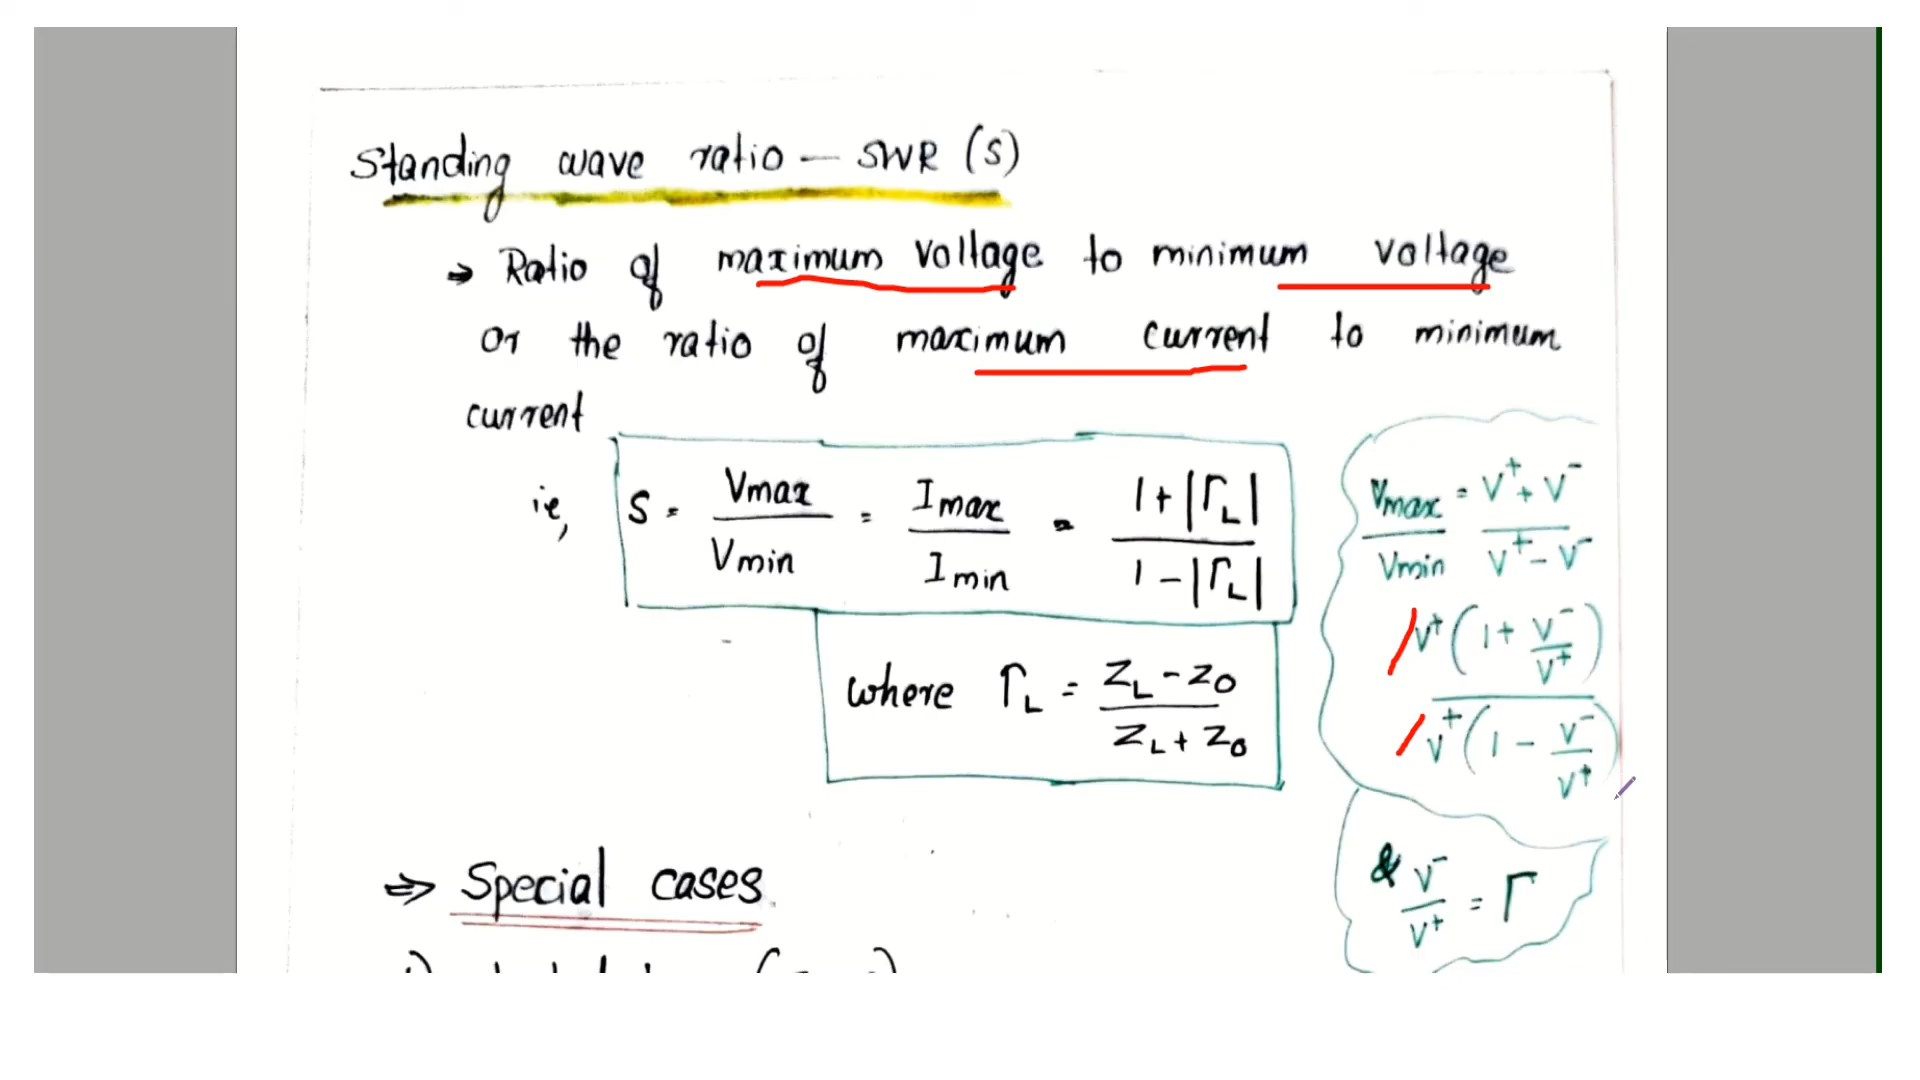 Standing wave ratio — SWR (S)
→ Ratio of maximum voltage to minimum voltage
or the ratio of maximum current to minimum
current
ie, S = Vmax / Vmin = Imax / Imin = 1 + |ΓL| / 1 - |ΓL|
where ΓL = ZL - Z0 / ZL + Z0
Vmax / Vmin = V⁺ + V⁻ / V⁺ - V⁻
V⁺ (1 + V⁻ / V⁺)
V⁺ (1 - V⁻ / V⁺)
& V⁻ / V⁺ = Γ
⇒ Special cases